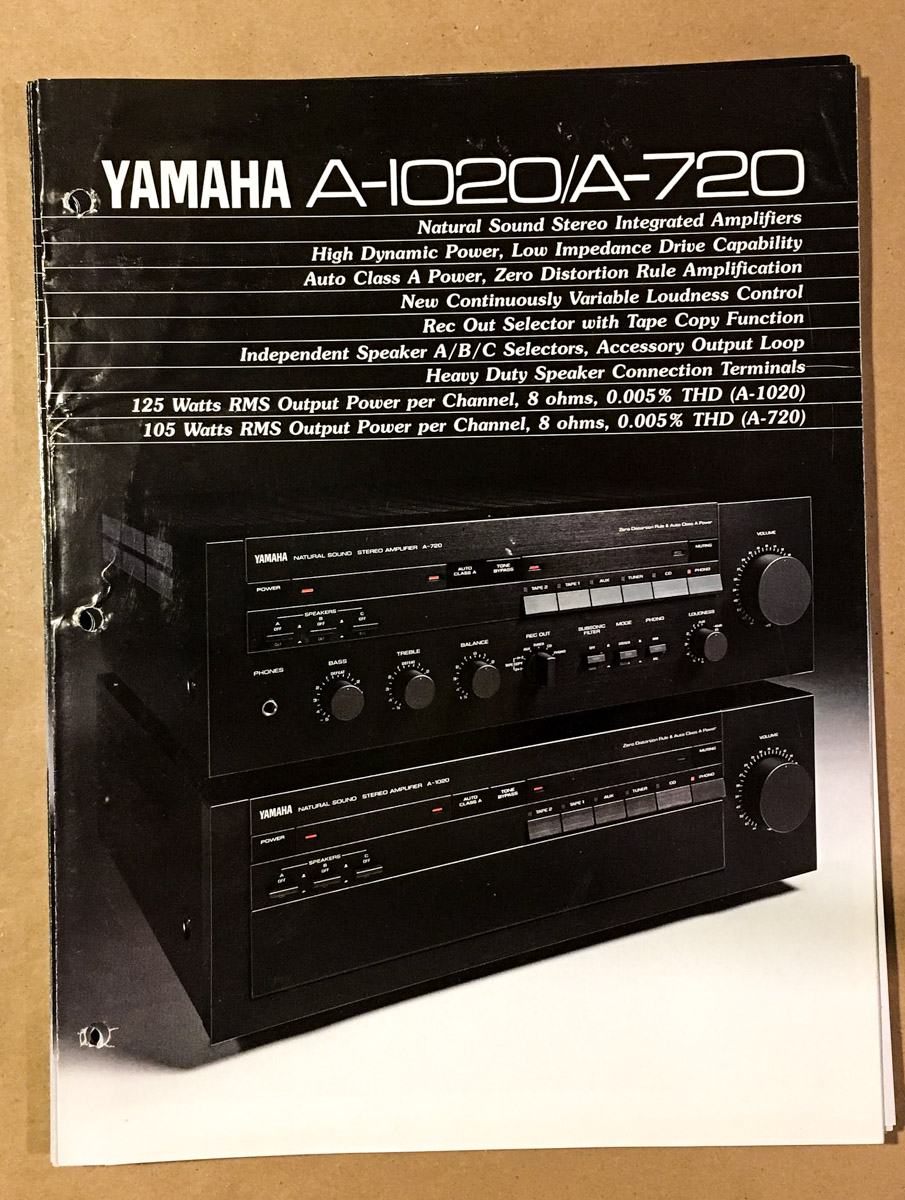 YAMAHA A-1020/A-720
Natural Sound Stereo Integrated Amplifiers
High Dynamic Power, Low Impedance Drive Capability
Auto Class A Power, Zero Distortion Rule Amplification
New Continuously Variable Loudness Control
Rec Out Selector with Tape Copy Function
Independent Speaker A/B/C Selectors, Accessory Output Loop
Heavy Duty Speaker Connection Terminals
125 Watts RMS Output Power per Channel, 8 ohms, 0.005% THD (A-1020)
105 Watts RMS Output Power per Channel, 8 ohms, 0.005% THD (A-720)
Zero Distortion Rule & Auto Class A Power
VOLUME
YAMAHA NATURAL SOUND STEREO AMPLIFIER A-720
MUTING
POWER
AUTO CLASS A
TONE BYPASS
TAPE 2 TAPE 1 AUX TUNER CD PHONO
SPEAKERS
A B C
OFF OFF OFF
PHONES BASS TREBLE BALANCE REC OUT SUBSONIC FILTER MODE PHONO LOUDNESS
Zero Distortion Rule & Auto Class A Power
VOLUME
YAMAHA NATURAL SOUND STEREO AMPLIFIER A-1020
MUTING
POWER
AUTO CLASS A
TONE BYPASS
TAPE 2 TAPE 1 AUX TUNER CD PHONO
SPEAKERS
A B C
OFF OFF OFF